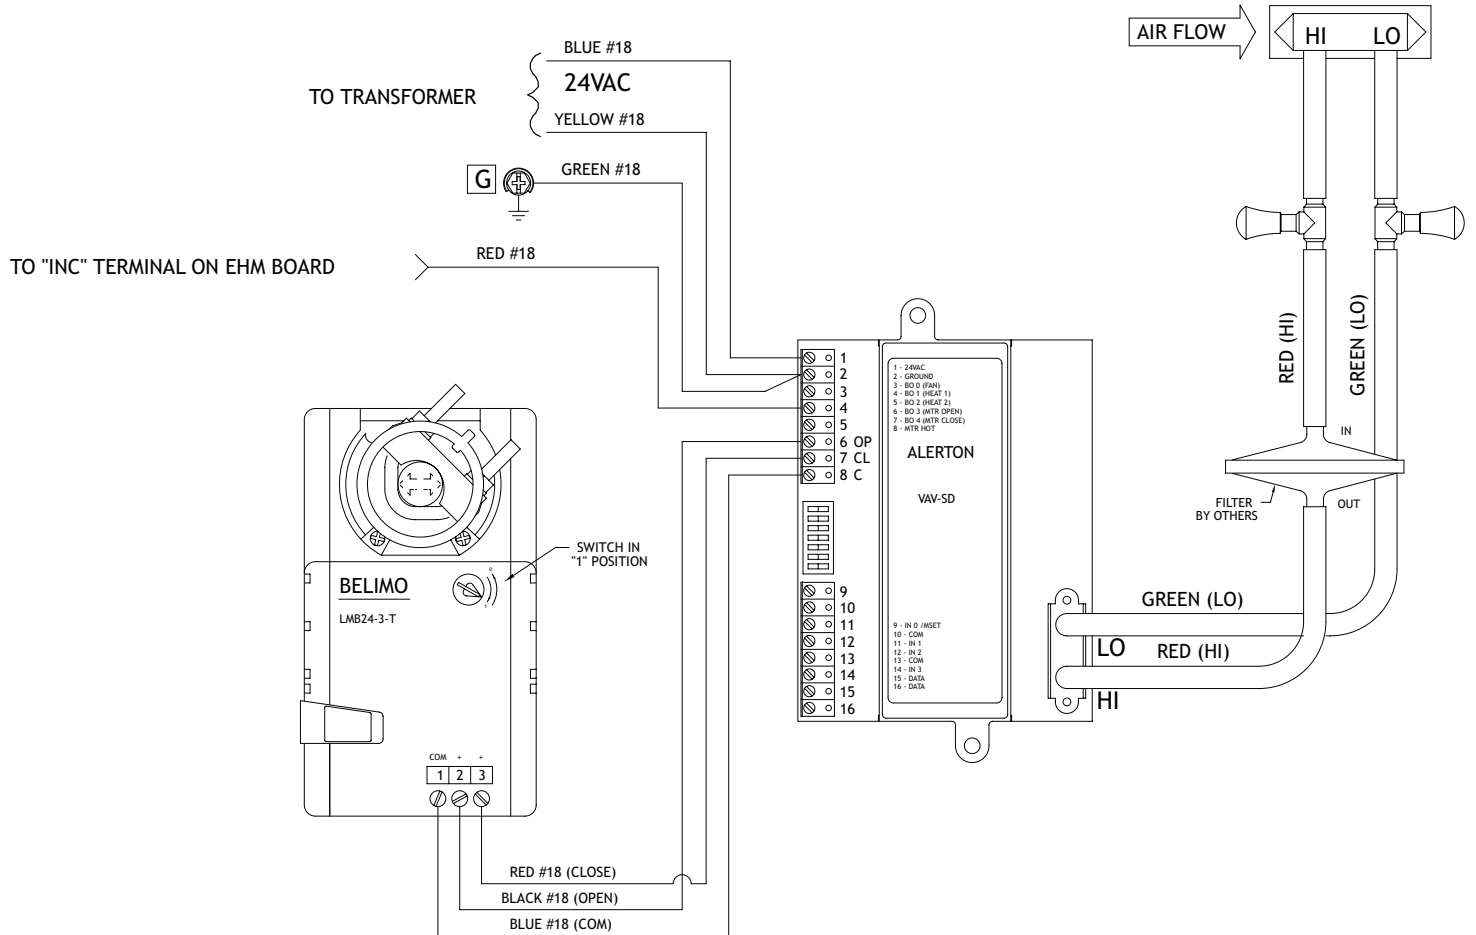 AIR FLOW
HI
LO
BLUE #18
24VAC
TO TRANSFORMER
YELLOW #18
G
GREEN #18
RED #18
TO "INC" TERMINAL ON EHM BOARD
RED (HI)
GREEN (LO)
IN
OUT
FILTER
BY OTHERS
1
2
3
4
5
6 OP
7 CL
8 C
1 - 24VAC
2 - GROUND
3 - BO 0 (FAN)
4 - BO 1 (HEAT 1)
5 - BO 2 (HEAT 2)
6 - BO 3 (MTR OPEN)
7 - BO 4 (MTR CLOSE)
8 - MTR HOT
ALERTON
VAV-SD
SWITCH IN
"1" POSITION
BELIMO
LMB24-3-T
0
1
9
10
11
12
13
14
15
16
9 - IN 0 /MSET
10 - COM
11 - IN 1
12 - IN 2
13 - COM
14 - IN 3
15 - DATA
16 - DATA
GREEN (LO)
LO
RED (HI)
HI
COM + +
1 2 3
RED #18 (CLOSE)
BLACK #18 (OPEN)
BLUE #18 (COM)